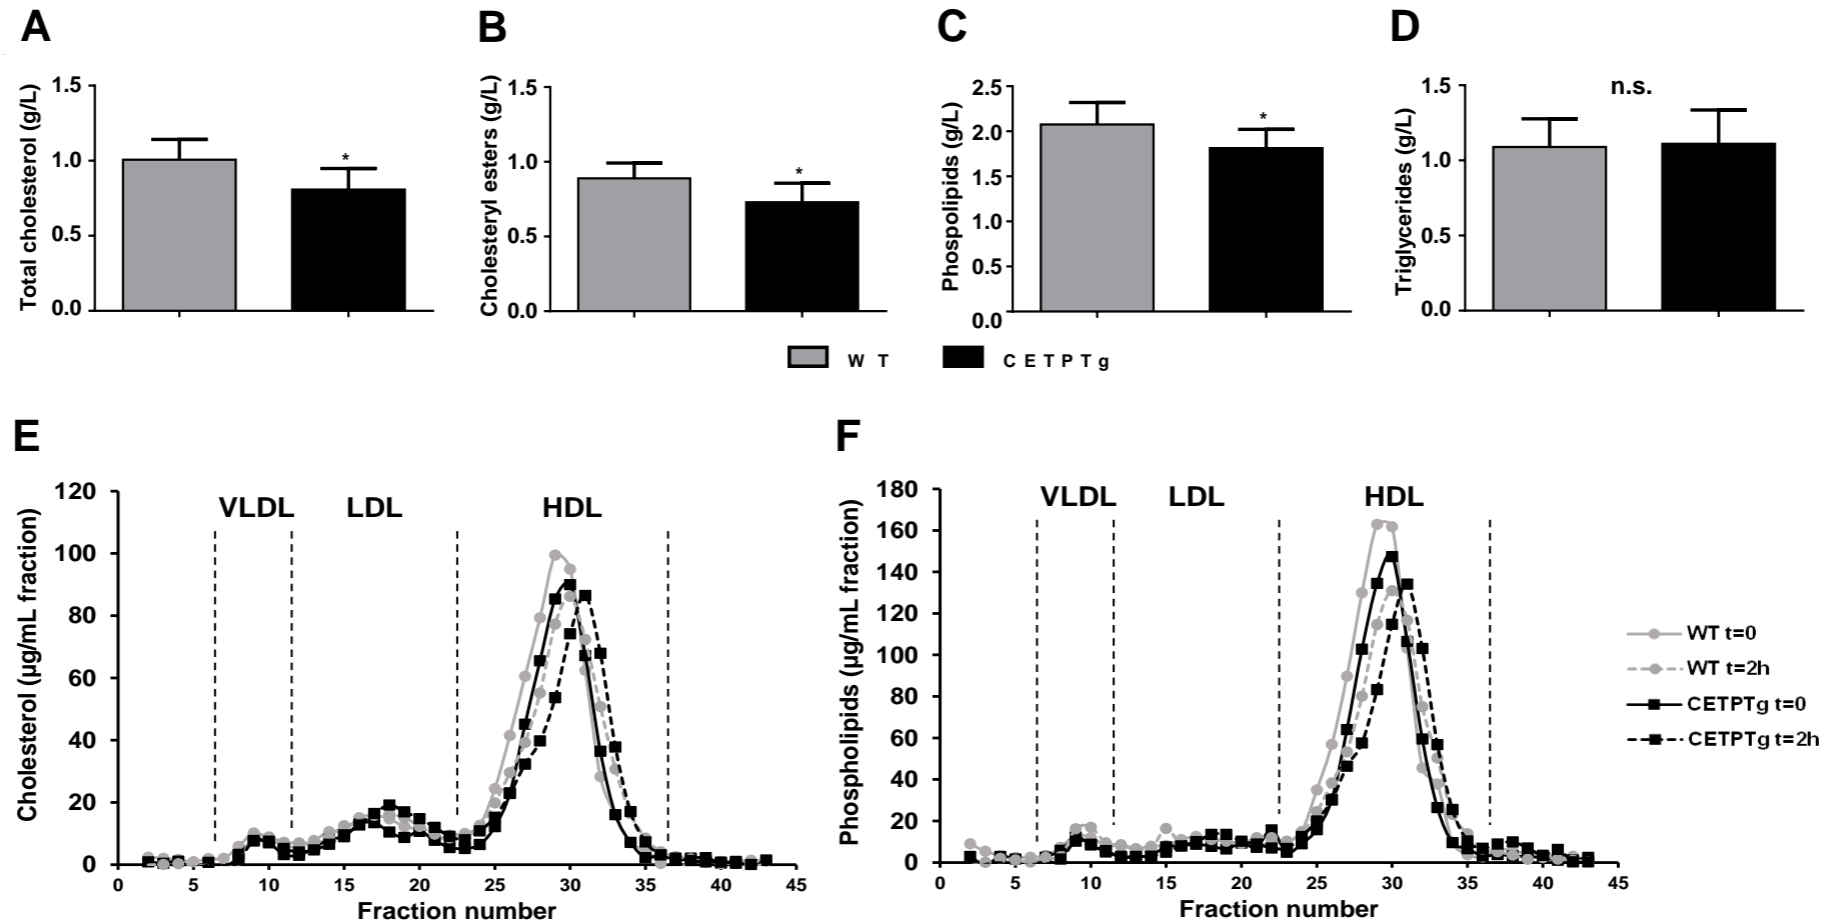 A
B
C
D
Total cholesterol (g/L)
1.5
1.0
0.5
0.0
*
Cholesteryl esters (g/L)
1.5
1.0
0.5
0.0
*
Phospolipids (g/L)
2.5
2.0
1.5
1.0
0.5
0.0
*
Triglycerides (g/L)
1.5
1.0
0.5
0.0
n.s.
W T
C E T P T g
E
F
Cholesterol (µg/mL fraction)
120
100
80
60
40
20
0
VLDL LDL HDL
0 5 10 15 20 25 30 35 40 45
Fraction number
Phospolipids (µg/mL fraction)
180
160
140
120
100
80
60
40
20
0
VLDL LDL HDL
0 5 10 15 20 25 30 35 40 45
Fraction number
WT t=0
WT t=2h
CETPTg t=0
CETPTg t=2h